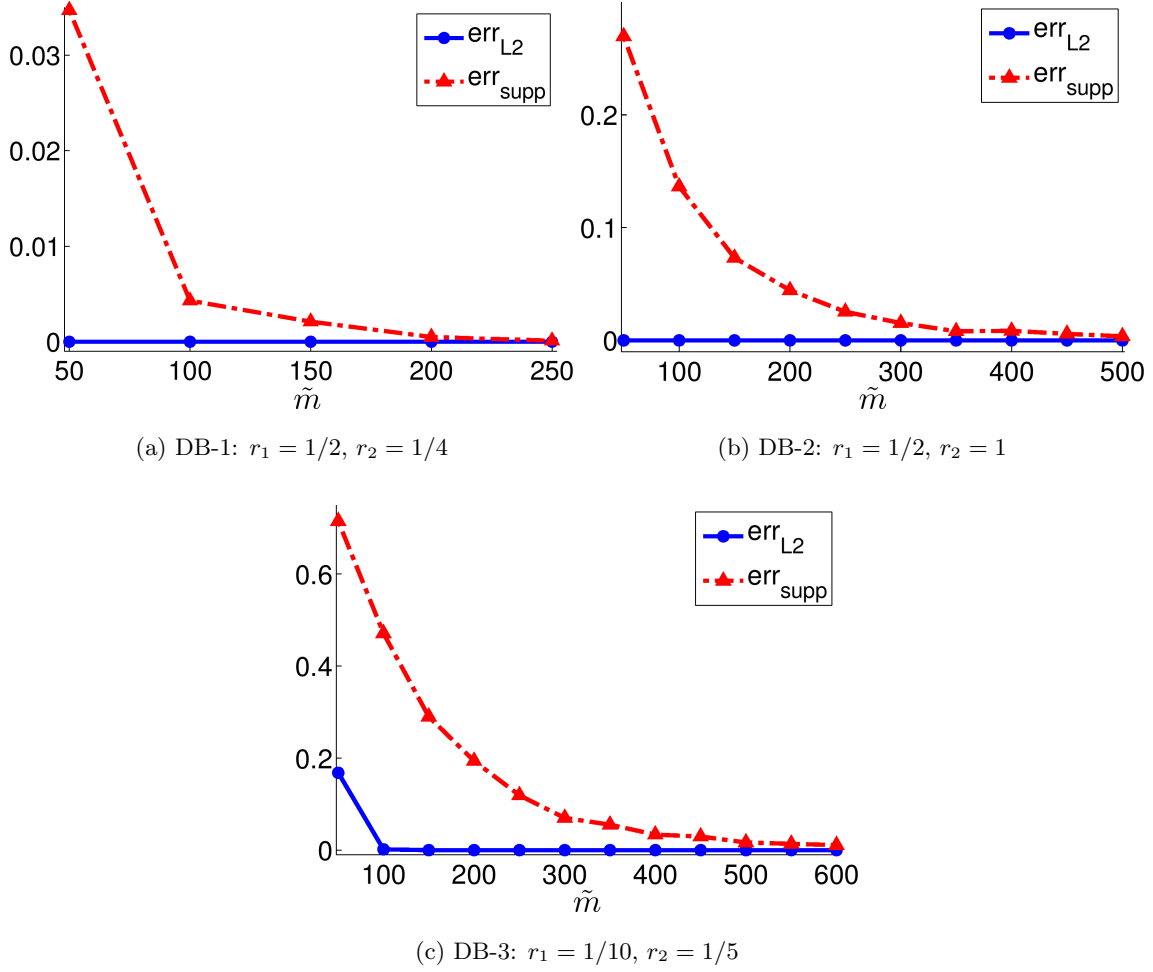 0.03
0.02
0.01
0
50
100
150
200
250
m̃
err_L2
err_supp
(a) DB-1: r₁ = 1/2, r₂ = 1/4
0.2
0.1
0
100
200
300
400
500
m̃
err_L2
err_supp
(b) DB-2: r₁ = 1/2, r₂ = 1
0.6
0.4
0.2
0
100
200
300
400
500
600
m̃
err_L2
err_supp
(c) DB-3: r₁ = 1/10, r₂ = 1/5